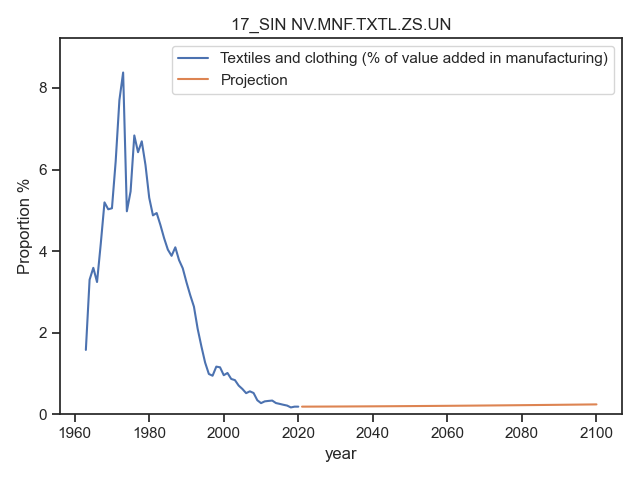 17_SIN NV.MNF.TXTL.ZS.UN
Textiles and clothing (% of value added in manufacturing)
Projection
Proportion %
8
6
4
2
0
1960 1980 2000 2020 2040 2060 2080 2100
year